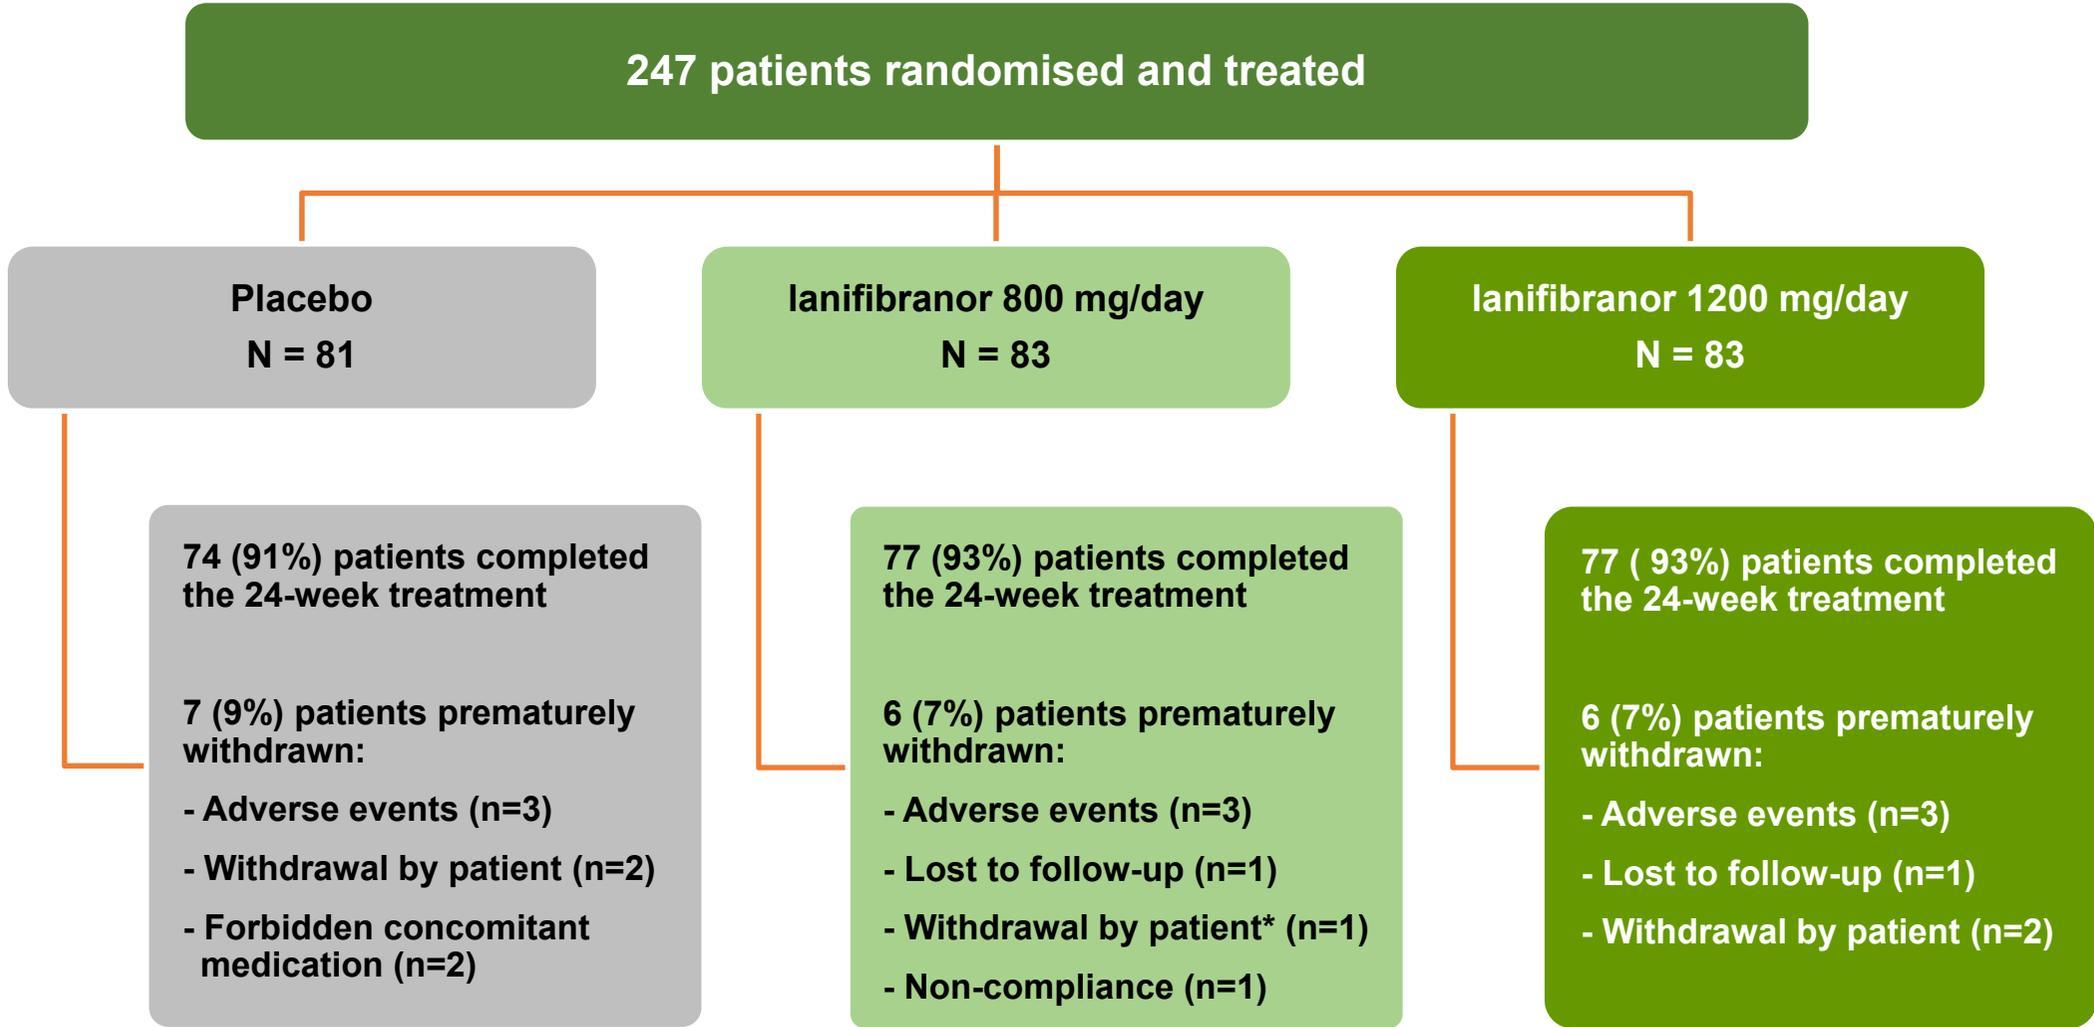 247 patients randomised and treated
Placebo
N = 81
lanifibranor 800 mg/day
N = 83
lanifibranor 1200 mg/day
N = 83
74 (91%) patients completed
the 24-week treatment
7 (9%) patients prematurely
withdrawn:
- Adverse events (n=3)
- Withdrawal by patient (n=2)
- Forbidden concomitant
medication (n=2)
77 (93%) patients completed
the 24-week treatment
6 (7%) patients prematurely
withdrawn:
- Adverse events (n=3)
- Lost to follow-up (n=1)
- Withdrawal by patient* (n=1)
- Non-compliance (n=1)
77 ( 93%) patients completed
the 24-week treatment
6 (7%) patients prematurely
withdrawn:
- Adverse events (n=3)
- Lost to follow-up (n=1)
- Withdrawal by patient (n=2)